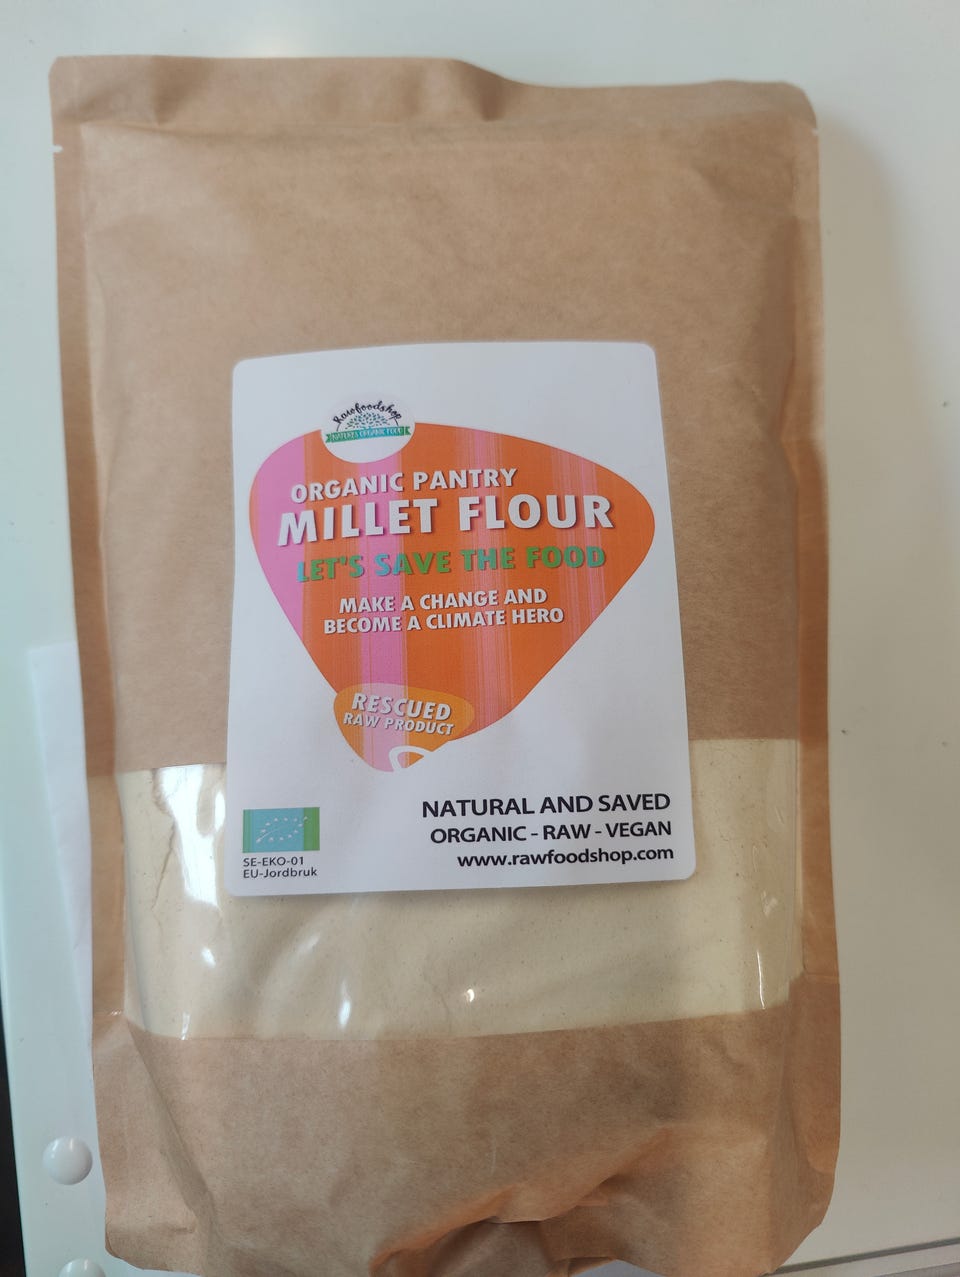 Rawfoodshop
NATURES ORGANIC FOOD
ORGANIC PANTRY
MILLET FLOUR
LET'S SAVE THE FOOD
MAKE A CHANGE AND
BECOME A CLIMATE HERO
RESCUED
RAW PRODUCT
NATURAL AND SAVED
ORGANIC - RAW - VEGAN
www.rawfoodshop.com
SE-EKO-01
EU-Jordbruk